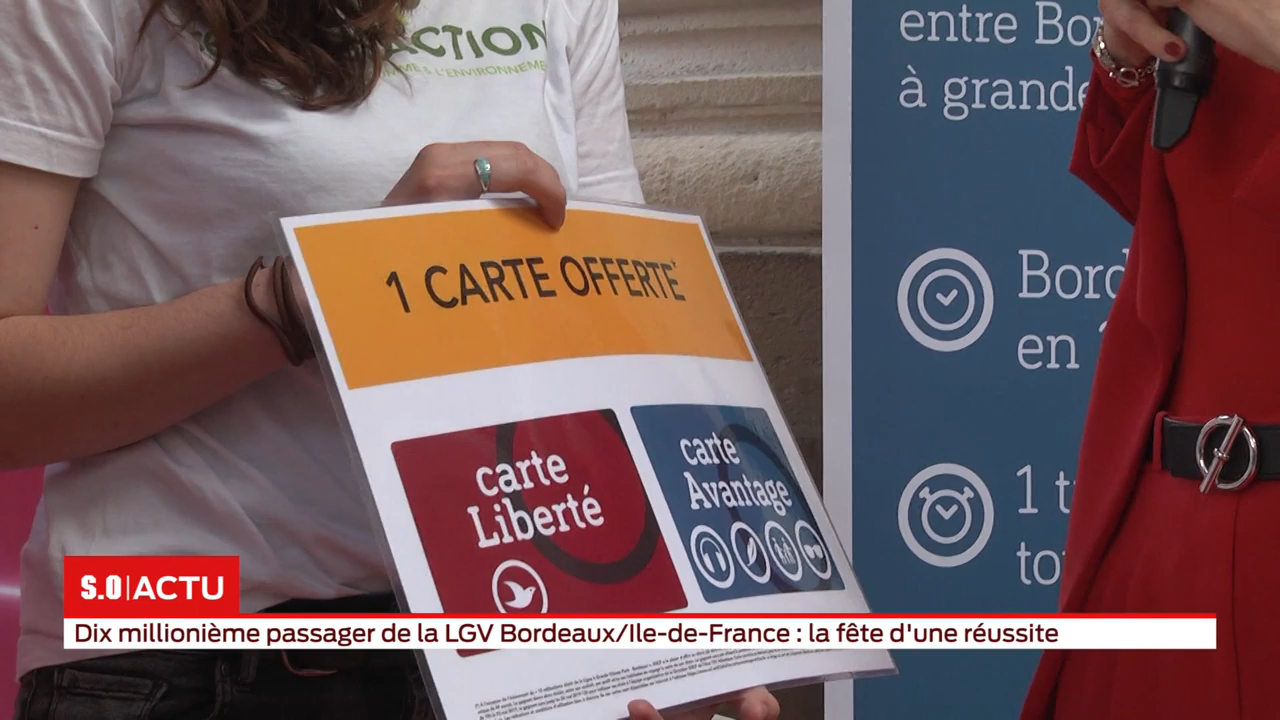 ACTION
entre Bor
à grande
1 CARTE OFFERTE*
Bord
en
carte
Liberté
carte
Avantage
1 t
to
S.O ACTU
Dix millionième passager de la LGV Bordeaux/Ile-de-France : la fête d'une réussite